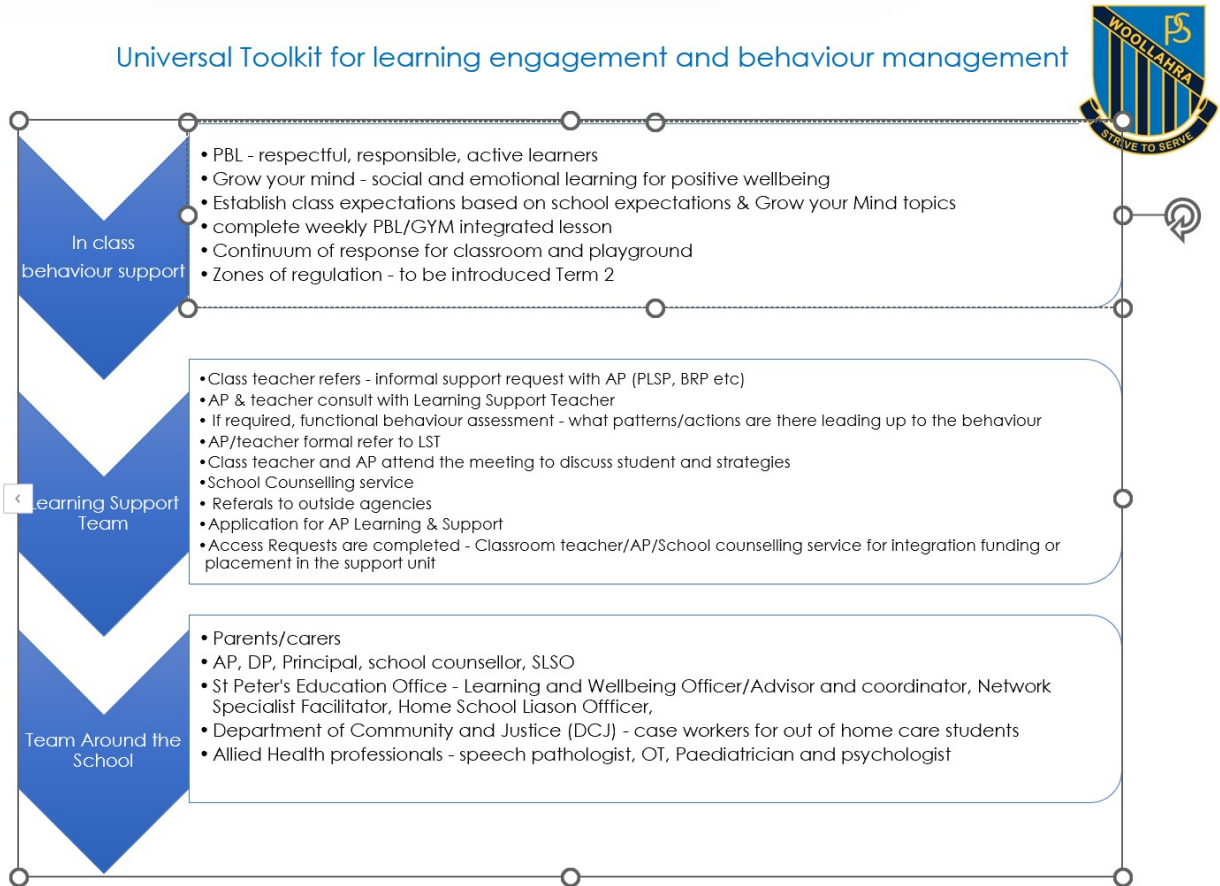 Universal Toolkit for learning engagement and behaviour management
PS
WOOLLAHRA
STRIVE TO SERVE
In class
behaviour support
• PBL - respectful, responsible, active learners
• Grow your mind - social and emotional learning for positive wellbeing
• Establish class expectations based on school expectations & Grow your Mind topics
• complete weekly PBL/GYM integrated lesson
• Continuum of response for classroom and playground
• Zones of regulation - to be introduced Term 2
Learning Support
Team
• Class teacher refers - informal support request with AP (PLSP, BRP etc)
• AP & teacher consult with Learning Support Teacher
• If required, functional behaviour assessment - what patterns/actions are there leading up to the behaviour
• AP/teacher formal refer to LST
• Class teacher and AP attend the meeting to discuss student and strategies
• School Counselling service
• Referrals to outside agencies
• Application for AP Learning & Support
• Access Requests are completed - Classroom teacher/AP/School counselling service for integration funding or
placement in the support unit
Team Around the
School
• Parents/carers
• AP, DP, Principal, school counsellor, SLSO
• St Peter's Education Office - Learning and Wellbeing Officer/Advisor and coordinator, Network
Specialist Facilitator, Home School Liason Offficer,
• Department of Community and Justice (DCJ) - case workers for out of home care students
• Allied Health professionals - speech pathologist, OT, Paediatrician and psychologist